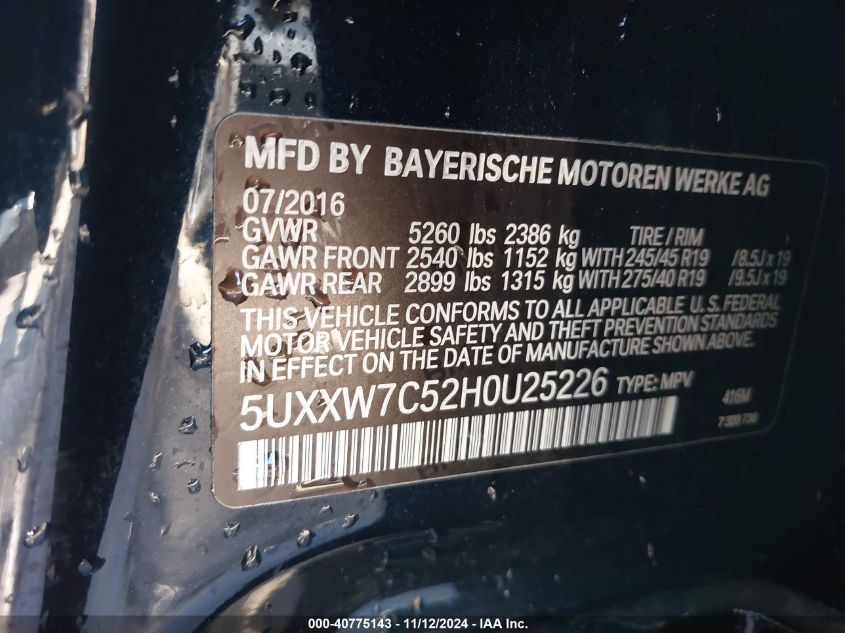 MFD BY BAYERISCHE MOTOREN WERKE AG
07/2016
GVWR 5260 lbs 2386 kg TIRE / RIM
GAWR FRONT 2540 lbs 1152 kg WITH 245/45 R19 /8.5J x 19
GAWR REAR 2899 lbs 1315 kg WITH 275/40 R19 /9.5J x 19
THIS VEHICLE CONFORMS TO ALL APPLICABLE U.S. FEDERAL
MOTOR VEHICLE SAFETY AND THEFT PREVENTION STANDARDS
IN EFFECT ON THE DATE OF MANUFACTURE SHOWN ABOVE.
5UXXW7C52H0U25226 TYPE: MPV
416M
000-40775143 - 11/12/2024 - IAA Inc.